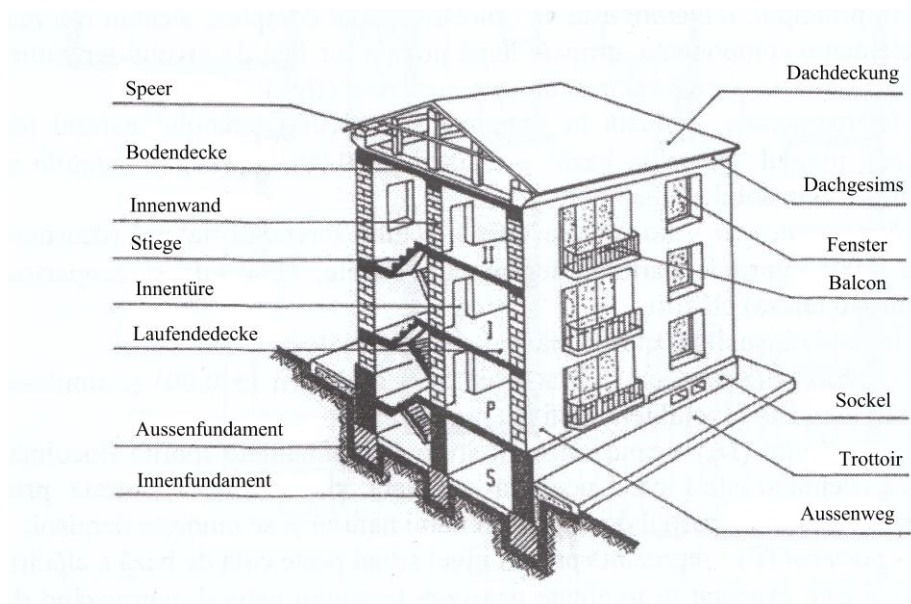 Speer
Bodendecke
Innenwand
Stiege
Innentüre
Laufendedecke
Aussenfundament
Innenfundament
II
I
P
S
Dachdeckung
Dachgesims
Fenster
Balcon
Sockel
Trottoir
Aussenweg